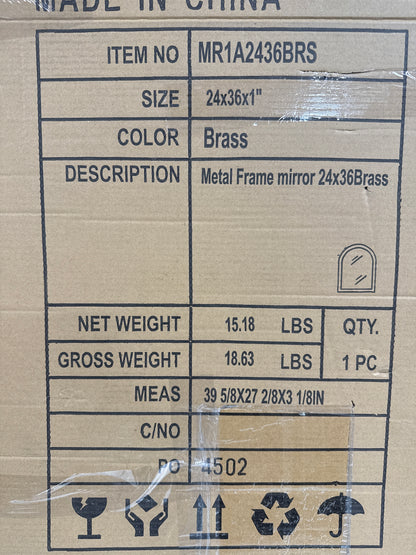 MADE IN CHINA
ITEM NO MR1A2436BRS
SIZE 24x36x1"
COLOR Brass
DESCRIPTION Metal Frame mirror 24x36Brass
NET WEIGHT 15.18 LBS QTY.
GROSS WEIGHT 18.63 LBS 1 PC
MEAS 39 5/8X27 2/8X3 1/8IN
C/NO
PO 4502